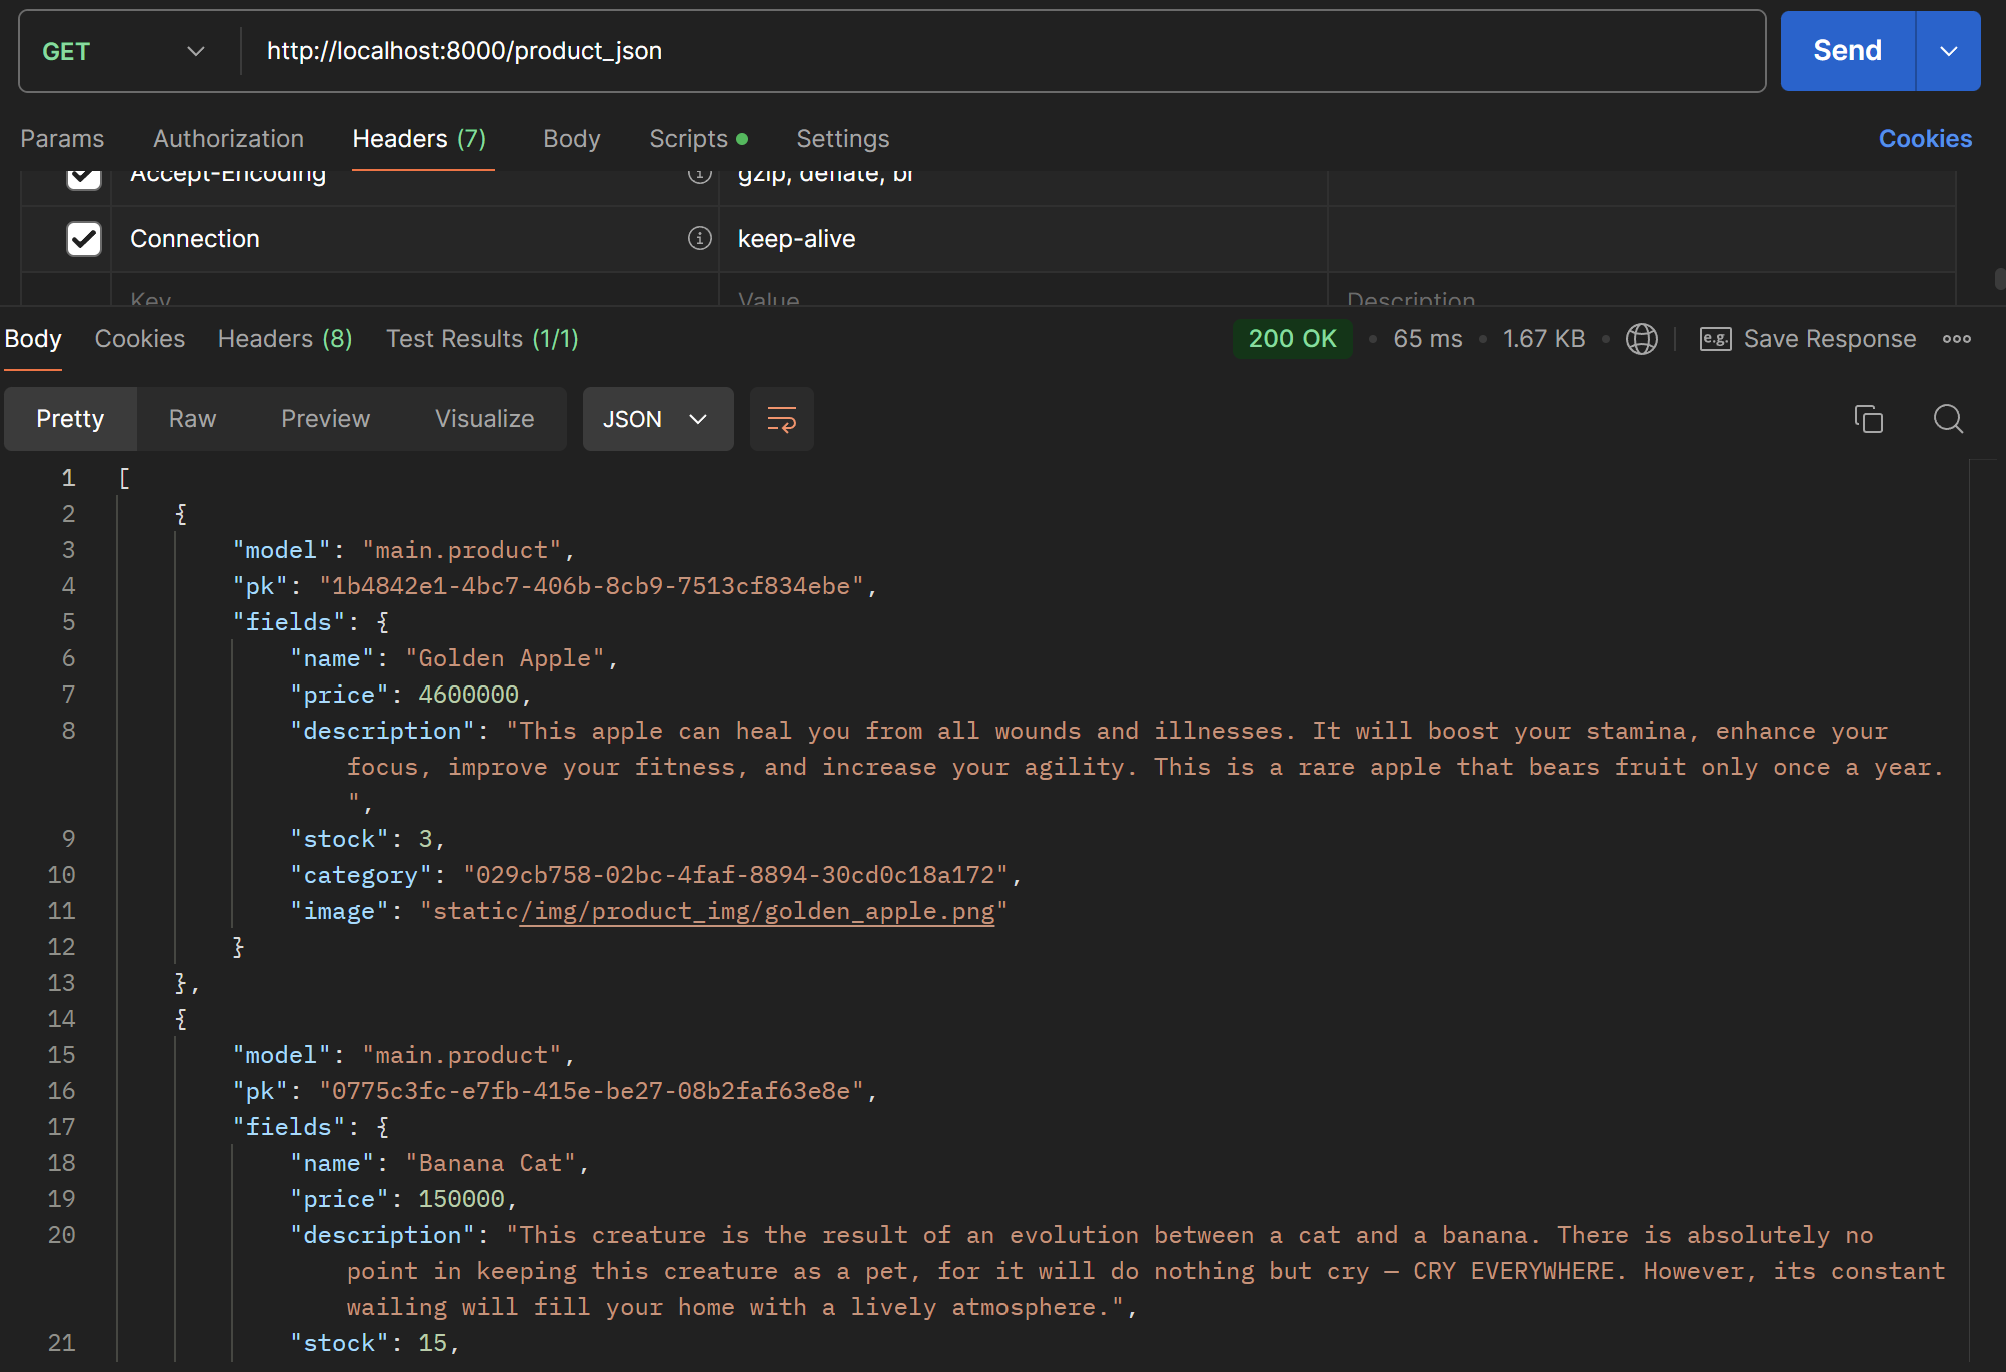 GET http://localhost:8000/product_json Send
Params Authorization Headers (7) Body Scripts Settings Cookies
Accept-Encoding gzip, deflate, br
Connection keep-alive
Key Value Description
Body Cookies Headers (8) Test Results (1/1) 200 OK • 65 ms • 1.67 KB • e.g. Save Response
Pretty Raw Preview Visualize JSON
1 [
2 {
3 "model": "main.product",
4 "pk": "1b4842e1-4bc7-406b-8cb9-7513cf834ebe",
5 "fields": {
6 "name": "Golden Apple",
7 "price": 4600000,
8 "description": "This apple can heal you from all wounds and illnesses. It will boost your stamina, enhance your
focus, improve your fitness, and increase your agility. This is a rare apple that bears fruit only once a year.
",
9 "stock": 3,
10 "category": "029cb758-02bc-4faf-8894-30cd0c18a172",
11 "image": "static/img/product_img/golden_apple.png"
12 }
13 },
14 {
15 "model": "main.product",
16 "pk": "0775c3fc-e7fb-415e-be27-08b2faf63e8e",
17 "fields": {
18 "name": "Banana Cat",
19 "price": 150000,
20 "description": "This creature is the result of an evolution between a cat and a banana. There is absolutely no
point in keeping this creature as a pet, for it will do nothing but cry — CRY EVERYWHERE. However, its constant
wailing will fill your home with a lively atmosphere.",
21 "stock": 15,